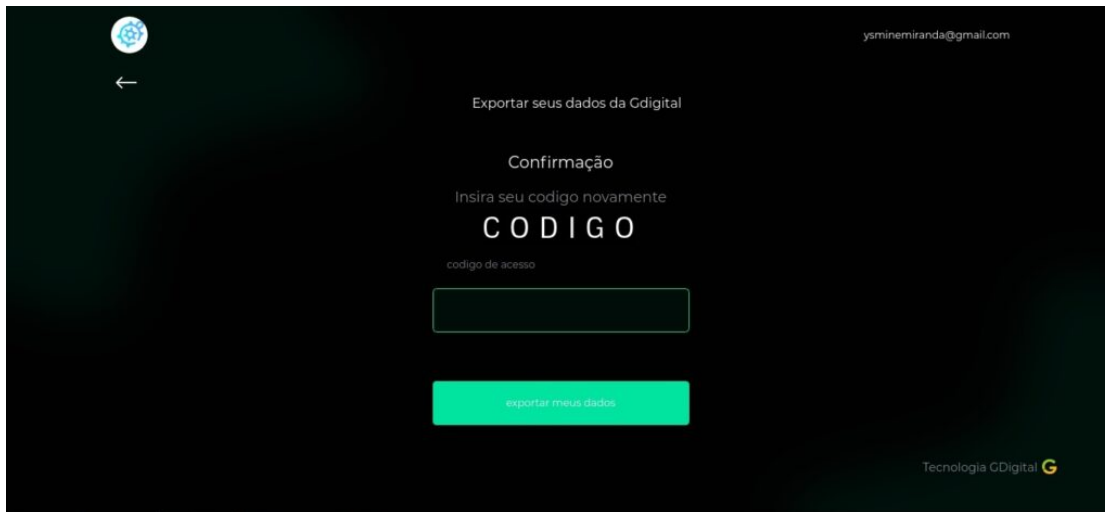 ysminemiranda@gmail.com
Exportar seus dados da Gdigital
Confirmação
Insira seu codigo novamente
CODIGO
codigo de acesso
exportar meus dados
Tecnologia GDigital G